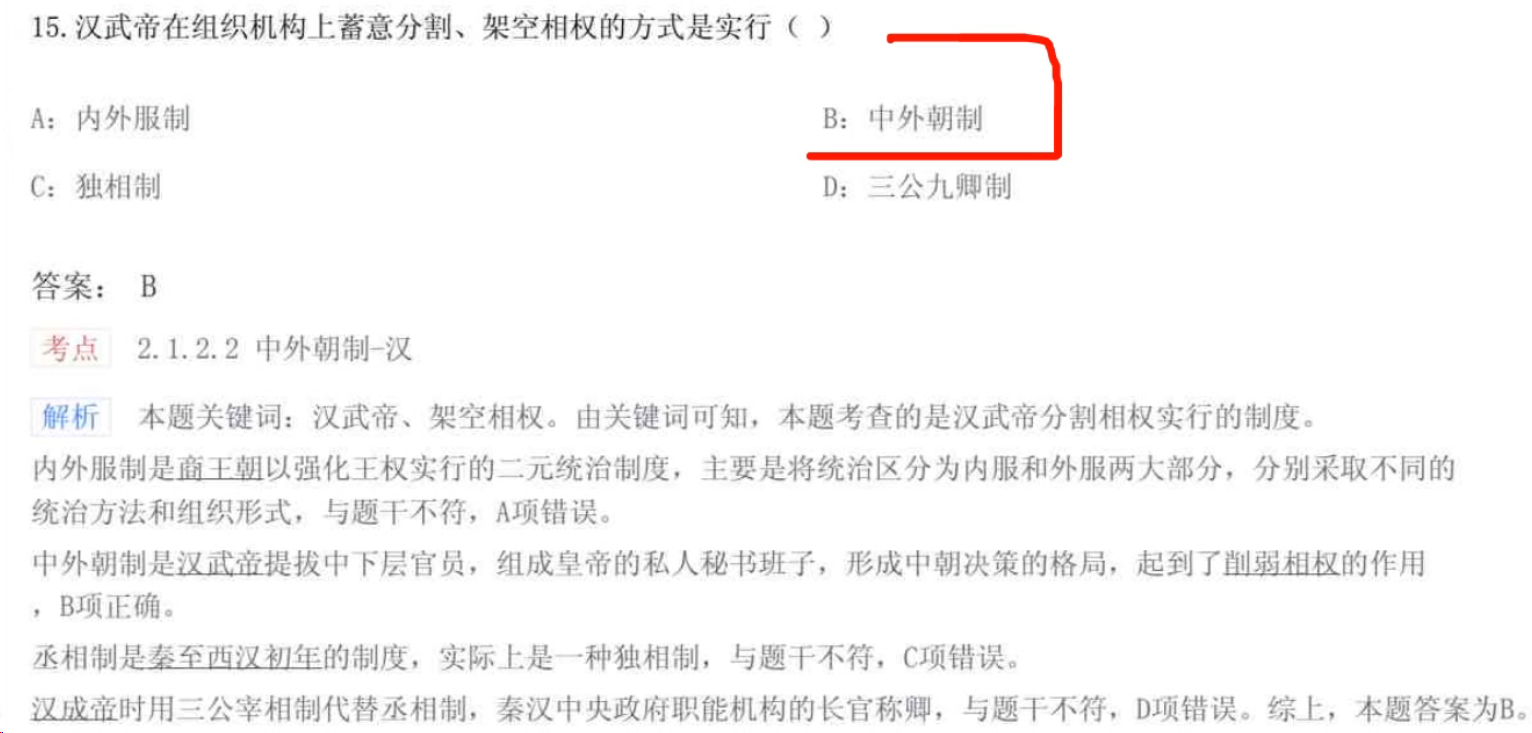 15.汉武帝在组织机构上蓄意分割、架空相权的方式是实行（ ）
A：内外服制
B：中外朝制
C：独相制
D：三公九卿制
答案： B
考点 2.1.2.2 中外朝制-汉
解析 本题关键词：汉武帝、架空相权。由关键词可知，本题考查的是汉武帝分割相权实行的制度。
内外服制是商王朝以强化王权实行的二元统治制度，主要是将统治区分为内服和外服两大部分，分别采取不同的
统治方法和组织形式，与题干不符，A项错误。
中外朝制是汉武帝提拔中下层官员，组成皇帝的私人秘书班子，形成中朝决策的格局，起到了削弱相权的作用
，B项正确。
丞相制是秦至西汉初年的制度，实际上是一种独相制，与题干不符，C项错误。
汉成帝时用三公宰相制代替丞相制，秦汉中央政府职能机构的长官称卿，与题干不符，D项错误。综上，本题答案为B。